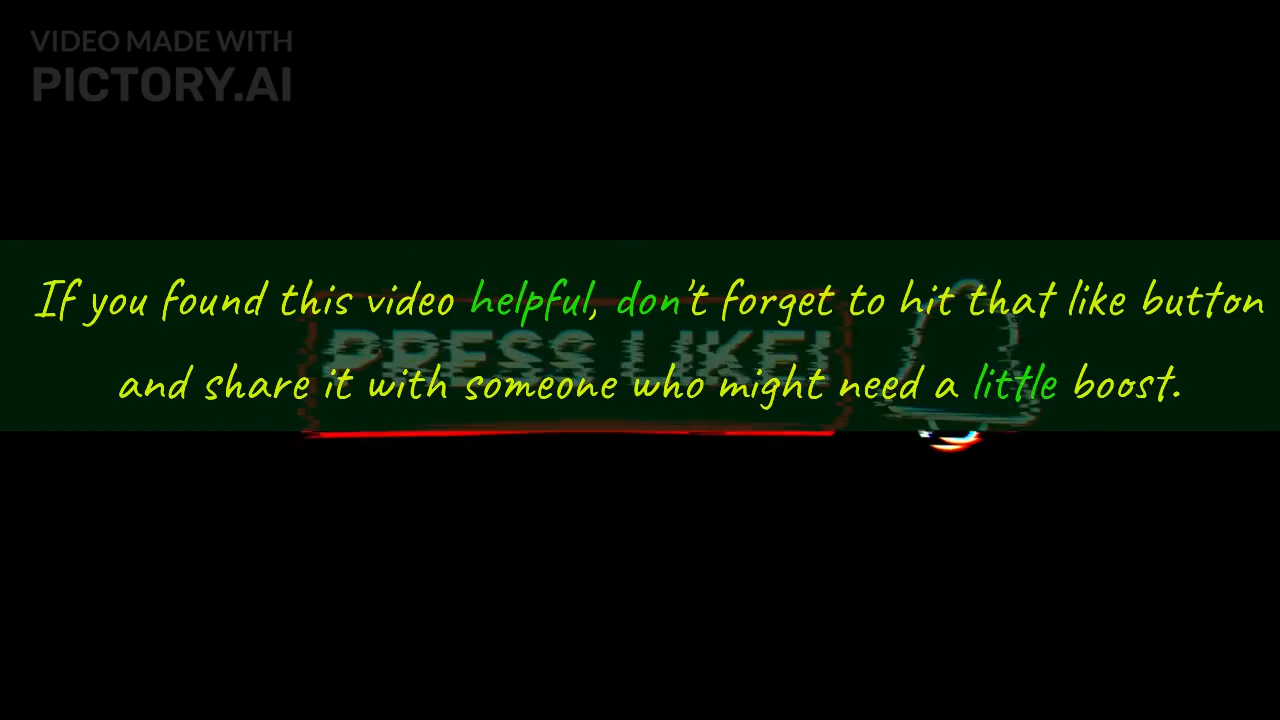 VIDEO MADE WITH
PICTORY.AI
If you found this video helpful, don't forget to hit that like button
PRESS LIKE!
and share it with someone who might need a little boost.